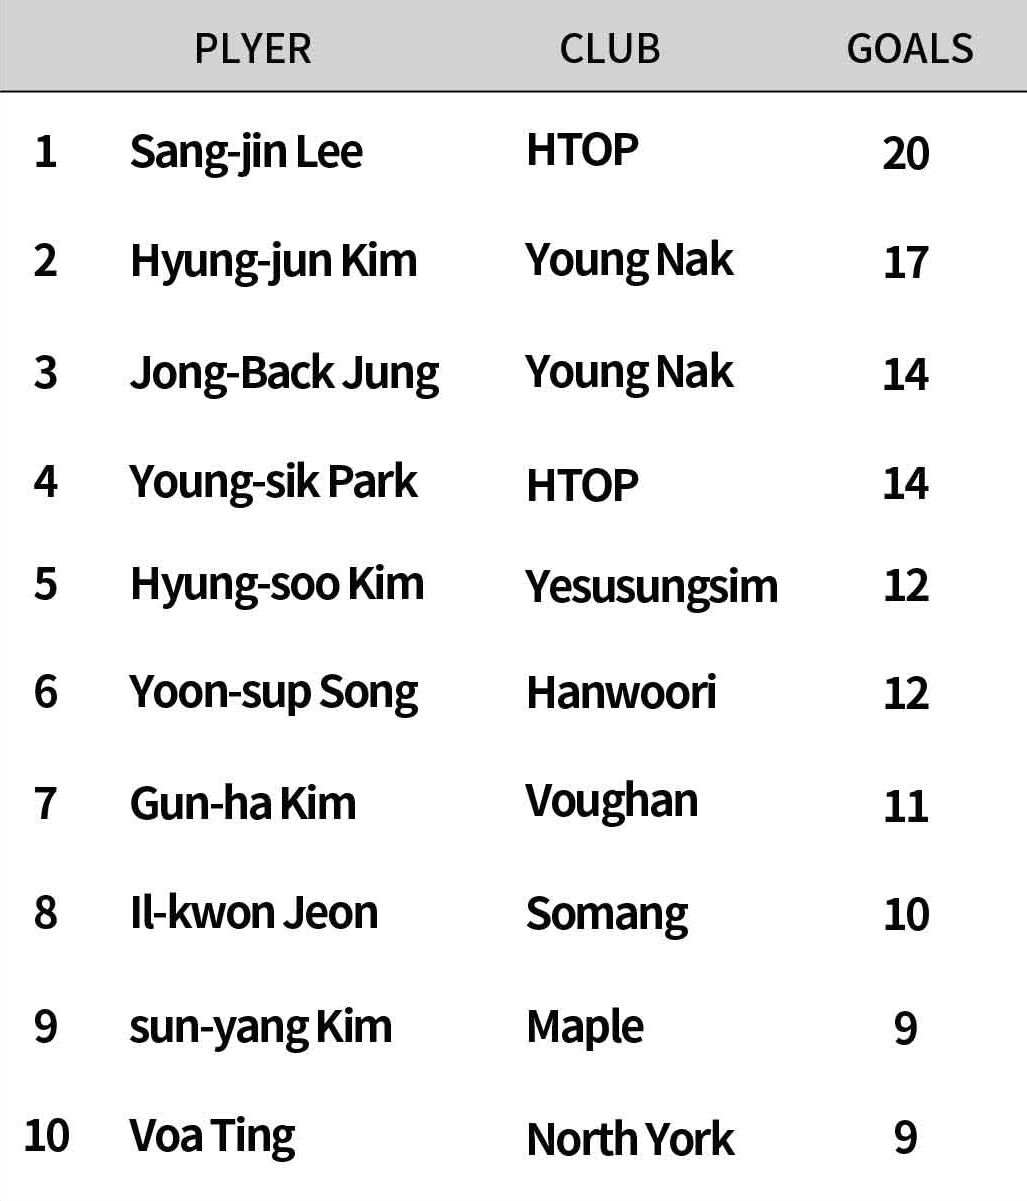 PLYER CLUB GOALS
1 Sang-jin Lee HTOP 20
2 Hyung-jun Kim Young Nak 17
3 Jong-Back Jung Young Nak 14
4 Young-sik Park HTOP 14
5 Hyung-soo Kim Yesusungsim 12
6 Yoon-sup Song Hanwoori 12
7 Gun-ha Kim Voughan 11
8 Il-kwon Jeon Somang 10
9 sun-yang Kim Maple 9
10 Voa Ting North York 9